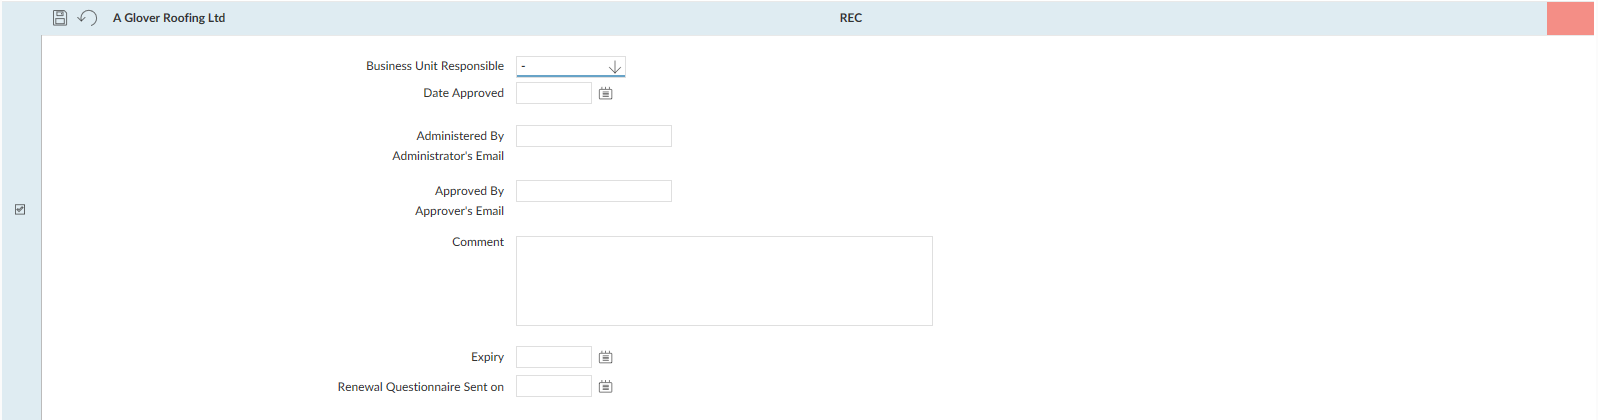 A Glover Roofing Ltd REC
Business Unit Responsible -
Date Approved
Administered By
Administrator's Email
Approved By
Approver's Email
Comment
Expiry
Renewal Questionnaire Sent on